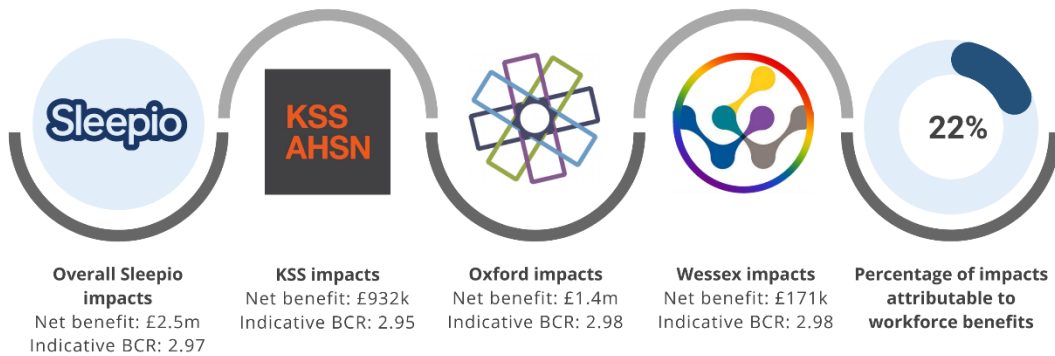 Sleepio
KSS
AHSN
22%
Overall Sleepio
impacts
Net benefit: £2.5m
Indicative BCR: 2.97
KSS impacts
Net benefit: £932k
Indicative BCR: 2.95
Oxford impacts
Net benefit: £1.4m
Indicative BCR: 2.98
Wessex impacts
Net benefit: £171k
Indicative BCR: 2.98
Percentage of impacts
attributable to
workforce benefits